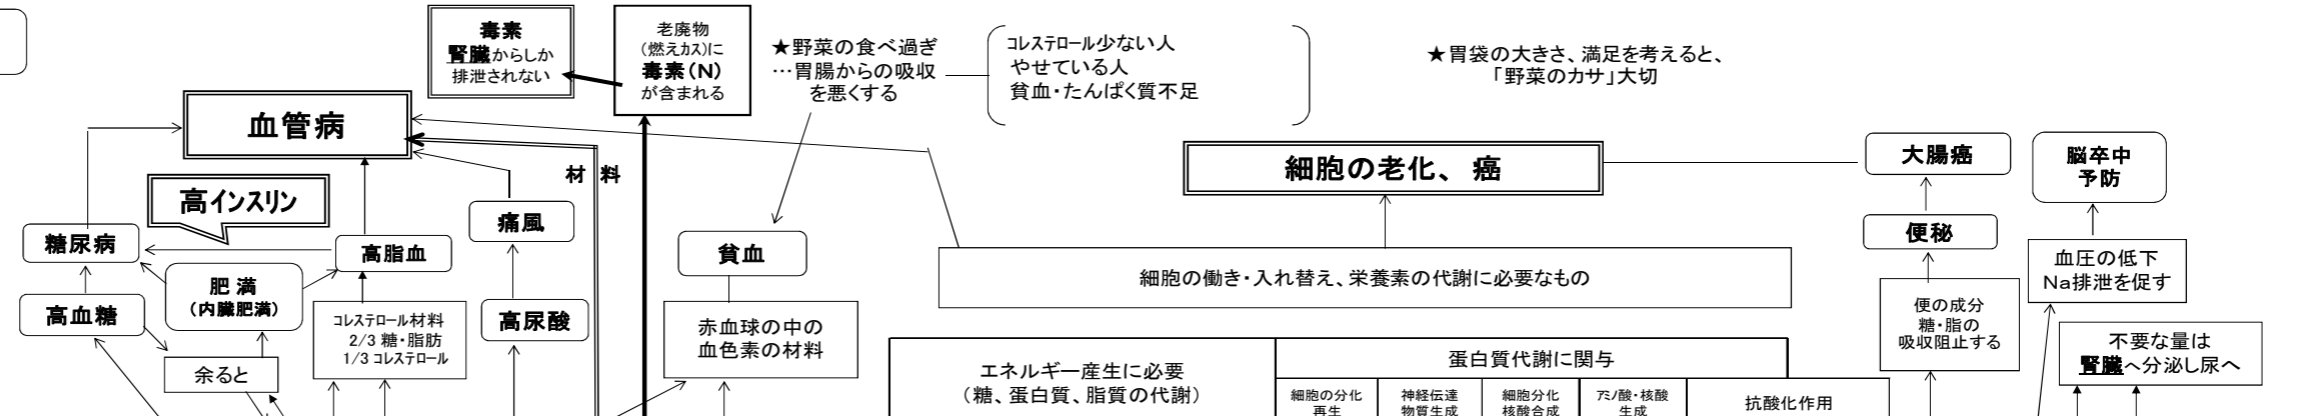 毒素
腎臓からしか
排泄されない
老廃物
(燃えカス)に
毒素(N)
が含まれる
★野菜の食べ過ぎ
…胃腸からの吸収
を悪くする
コレステロール少ない人
やせている人
貧血・たんぱく質不足
★胃袋の大きさ、満足を考えると、
「野菜のカサ」大切
血管病
材料
細胞の老化、癌
大腸癌
脳卒中
予防
高インスリン
糖尿病
高脂血
痛風
貧血
便秘
細胞の働き・入れ替え、栄養素の代謝に必要なもの
血圧の低下
Na排泄を促す
肥満
(内臓肥満)
高血糖
コレステロール材料
2/3 糖・脂肪
1/3 コレステロール
高尿酸
赤血球の中の
血色素の材料
便の成分
糖・脂の
吸収阻止する
不要な量は
腎臓へ分泌し尿へ
余ると
エネルギー産生に必要
(糖、蛋白質、脂質の代謝)
蛋白質代謝に関与
細胞の分化
再生
神経伝達
物質生成
細胞分化
核酸合成
アミノ酸・核酸
生成
抗酸化作用